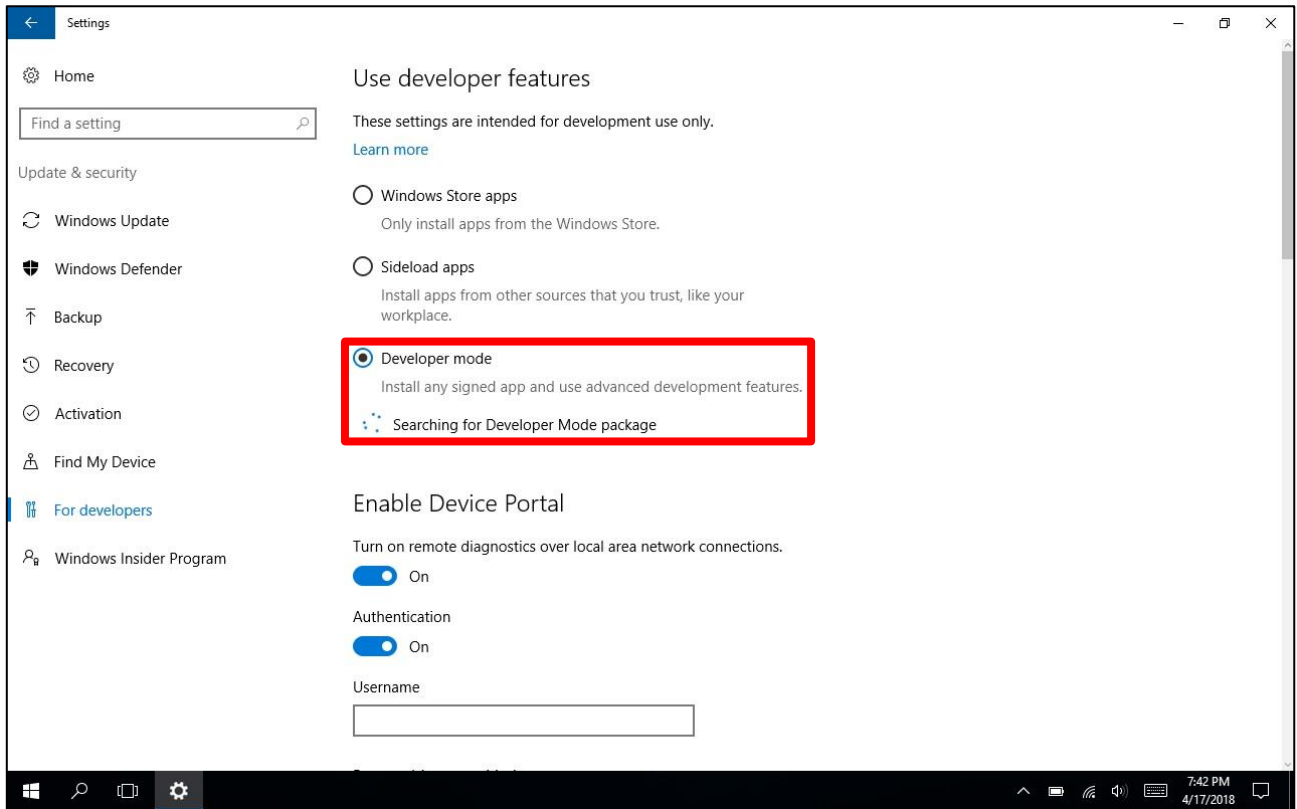 Settings
Home
Find a setting
Update & security
Windows Update
Windows Defender
Backup
Recovery
Activation
Find My Device
For developers
Windows Insider Program
Use developer features
These settings are intended for development use only.
Learn more
Windows Store apps
Only install apps from the Windows Store.
Sideload apps
Install apps from other sources that you trust, like your
workplace.
Developer mode
Install any signed app and use advanced development features.
Searching for Developer Mode package
Enable Device Portal
Turn on remote diagnostics over local area network connections.
On
Authentication
On
Username
7:42 PM
4/17/2018